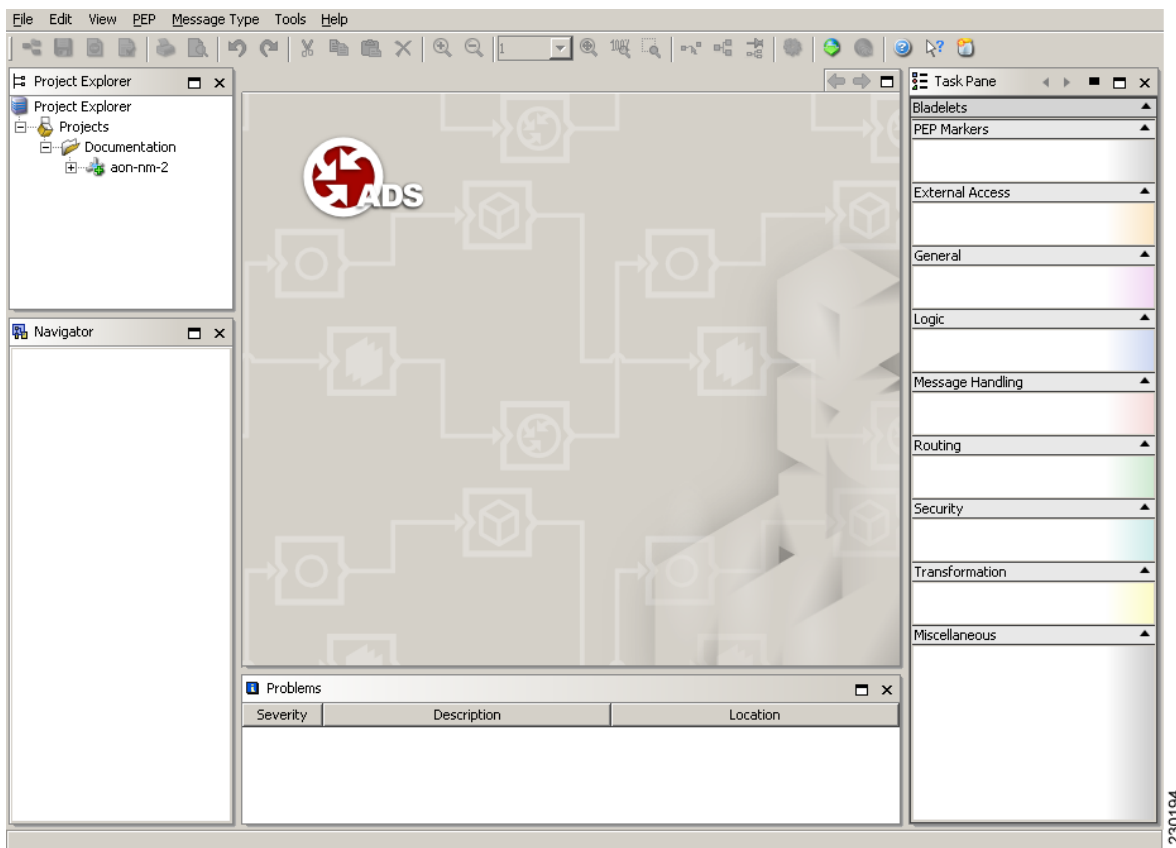 File Edit View PEP Message Type Tools Help
1
100%
Project Explorer
Project Explorer
Projects
Documentation
aon-nm-2
Navigator
ADS
Problems
Severity Description Location
Task Pane
Bladelets
PEP Markers
External Access
General
Logic
Message Handling
Routing
Security
Transformation
Miscellaneous
230194